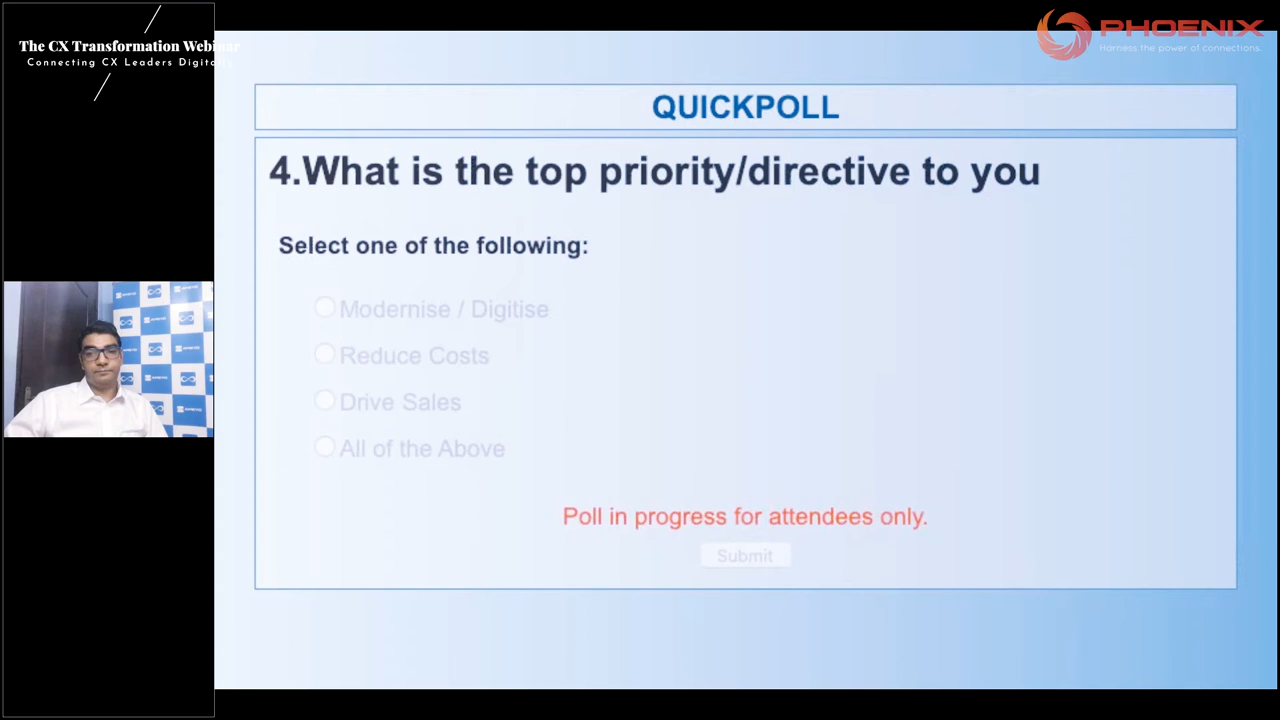 The CX Transformation Webinar
Connecting CX Leaders Digitally
PHOENIX
Harness the power of connections.
QUICKPOLL
4.What is the top priority/directive to you
Select one of the following:
Modernise / Digitise
Reduce Costs
Drive Sales
All of the Above
Poll in progress for attendees only.
Submit